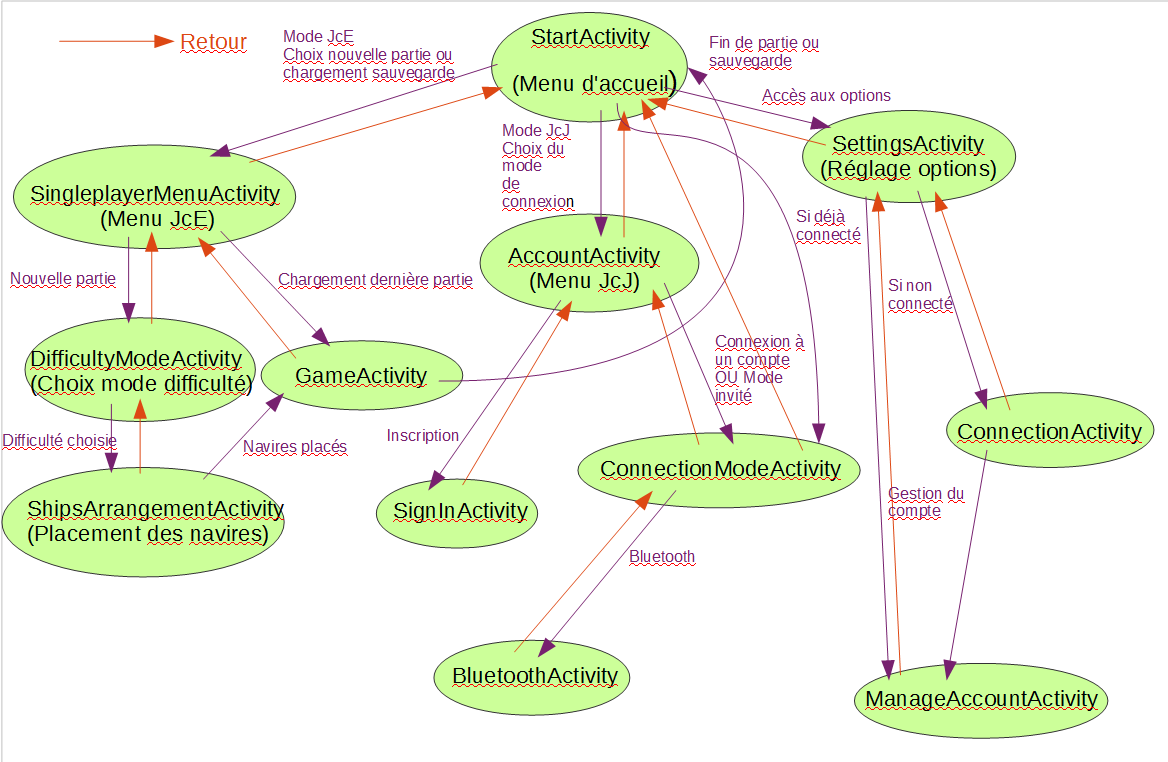 Retour
Mode JcE
Choix nouvelle partie ou
chargement sauvegarde
StartActivity
(Menu d'accueil)
Fin de partie ou
sauvegarde
Accès aux options
Mode JcJ
Choix du
mode
de
connexion
SettingsActivity
(Réglage options)
SingleplayerMenuActivity
(Menu JcE)
Si déjà
connecté
AccountActivity
(Menu JcJ)
Nouvelle partie
Chargement dernière partie
Si non
connecté
Connexion à
un compte
OU Mode
invité
DifficultyModeActivity
(Choix mode difficulté)
GameActivity
Difficulté choisie
Navires placés
Inscription
ConnectionActivity
ConnectionModeActivity
ShipsArrangementActivity
(Placement des navires)
SignInActivity
Gestion du
compte
Bluetooth
BluetoothActivity
ManageAccountActivity